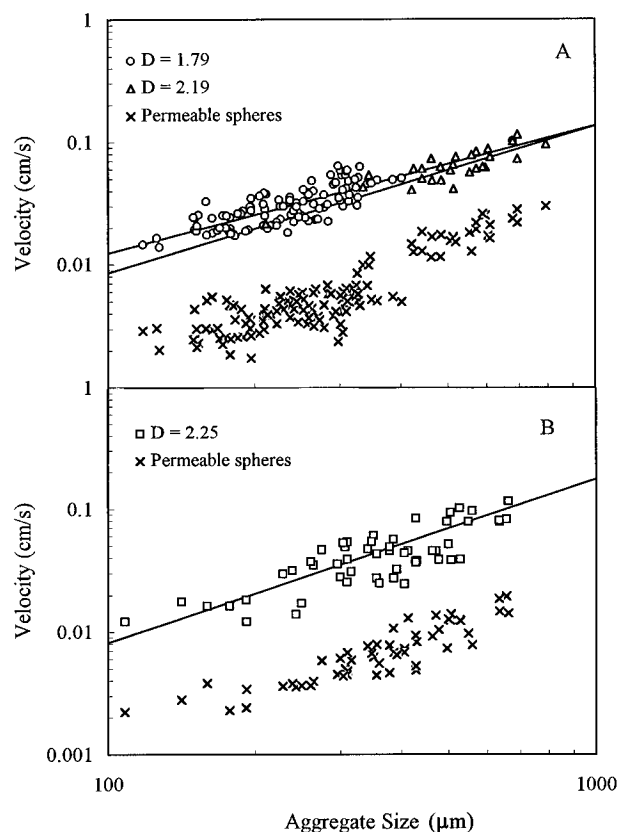 1
A
D = 1.79
D = 2.19
Permeable spheres
0.1
Velocity (cm/s)
0.01
1
B
D = 2.25
Permeable spheres
0.1
Velocity (cm/s)
0.01
0.001
100
1000
Aggregate Size (μm)